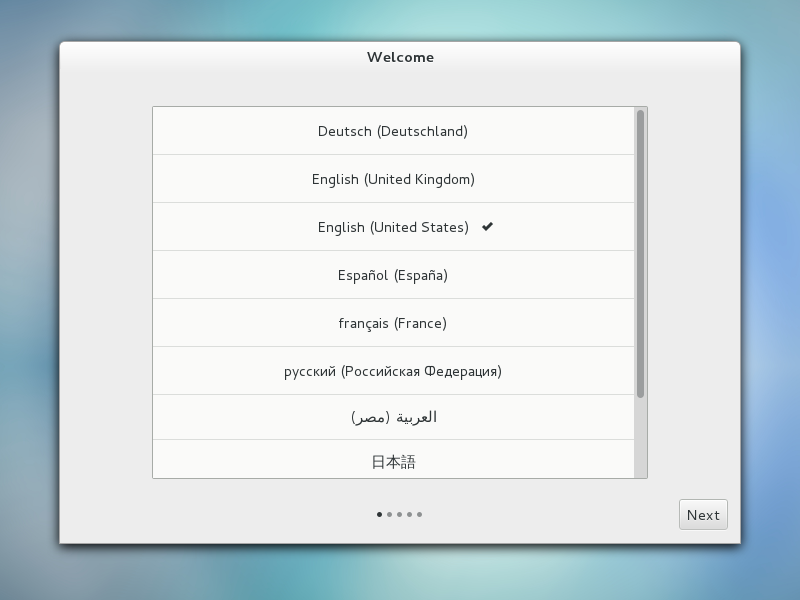 Welcome
Deutsch (Deutschland)
English (United Kingdom)
English (United States)
Español (España)
français (France)
русский (Российская Федерация)
العربية (مصر)
日本語
Next